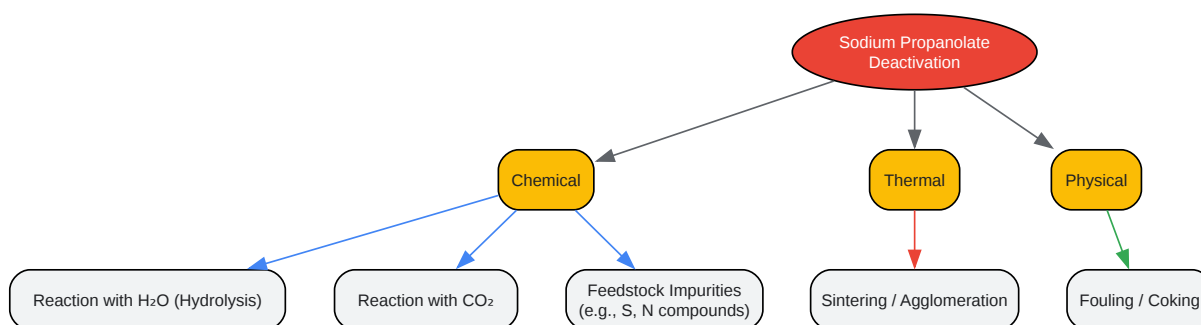 Sodium Propanolate
Deactivation
Chemical
Thermal
Physical
Reaction with H₂O (Hydrolysis)
Reaction with CO₂
Feedstock Impurities
(e.g., S, N compounds)
Sintering / Agglomeration
Fouling / Coking